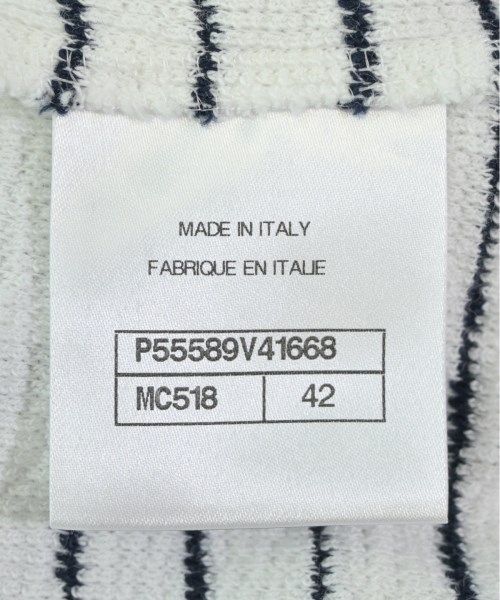 MADE IN ITALY
FABRIQUE EN ITALIE
P55589V41668
MC518 42